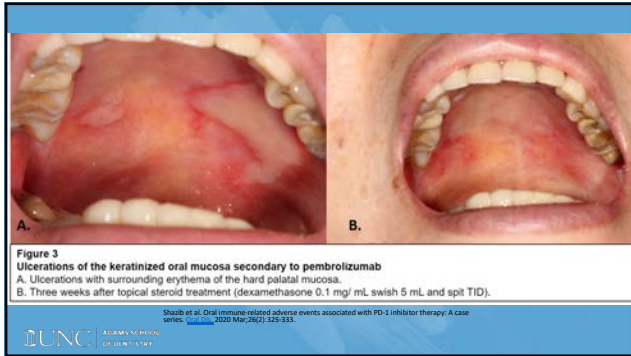 A.
B.
Figure 3
Ulcerations of the keratinized oral mucosa secondary to pembrolizumab
A. Ulcerations with surrounding erythema of the hard palatal mucosa.
B. Three weeks after topical steroid treatment (dexamethasone 0.1 mg/ mL swish 5 mL and spit TID).
Shazib et al. Oral immune-related adverse events associated with PD-1 inhibitor therapy: A case
series. Oral Dis. 2020 Mar;26(2):325-333.
UNC
ADAMS SCHOOL
OF DENTISTRY